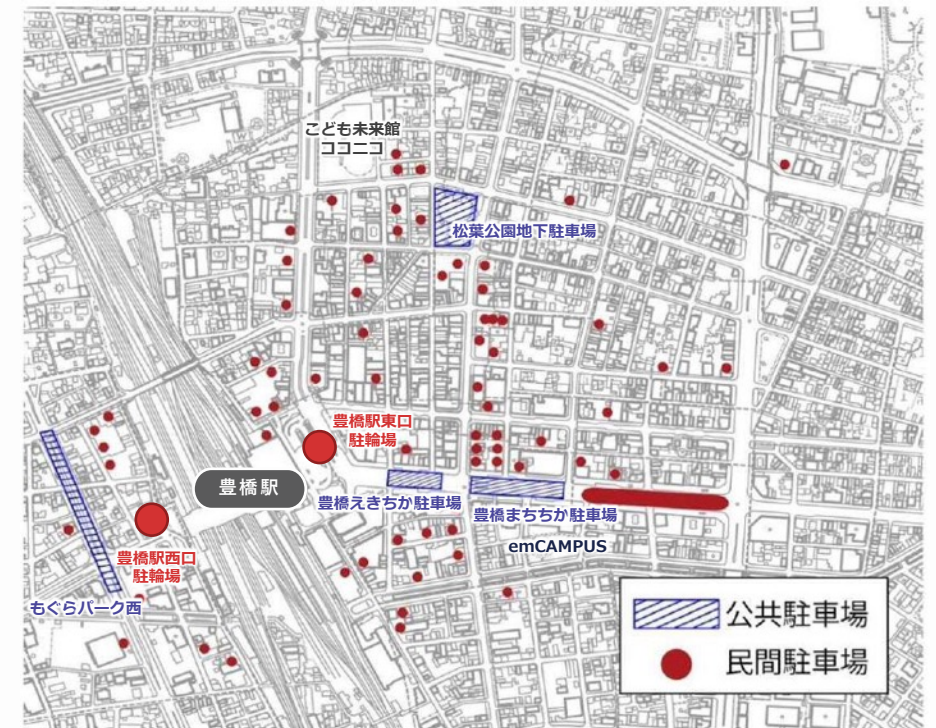 こども未来館
ココニコ
松葉公園地下駐車場
豊橋駅東口
駐輪場
豊橋駅
豊橋えきちか駐車場
豊橋まちちか駐車場
emCAMPUS
豊橋駅西口
駐輪場
もぐらパーク西
公共駐車場
民間駐車場